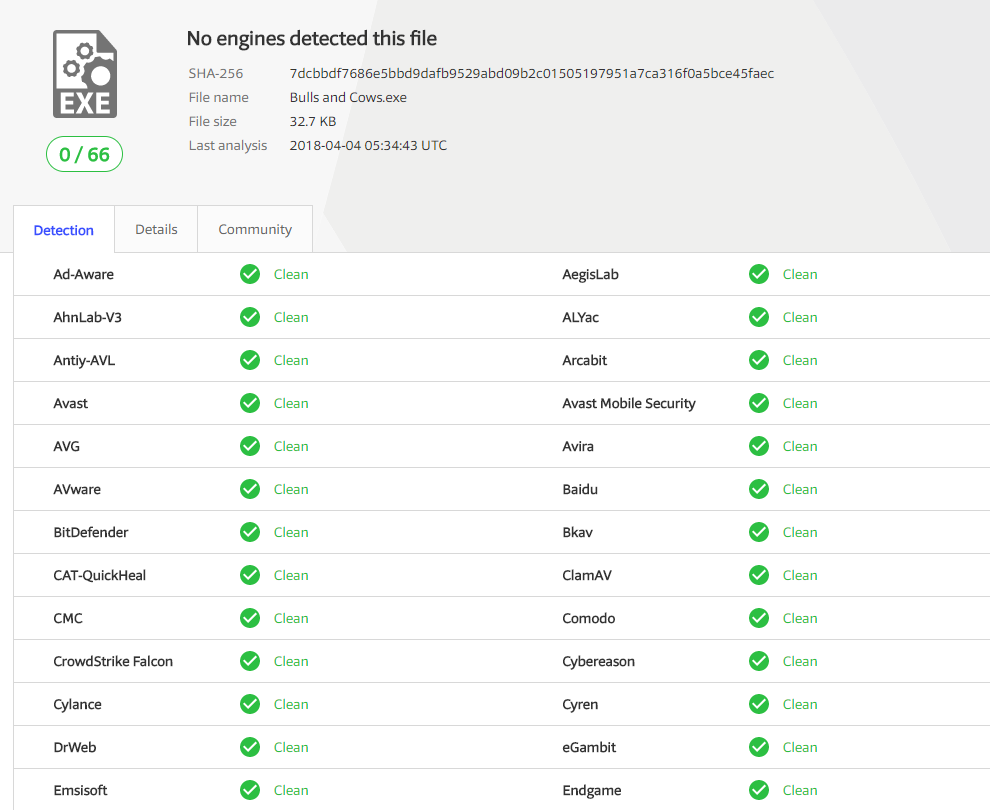 No engines detected this file
EXE
SHA-256 7dcbbdf7686e5bbd9dafb9529abd09b2c01505197951a7ca316f0a5bce45faec
File name Bulls and Cows.exe
File size 32.7 KB
Last analysis 2018-04-04 05:34:43 UTC
0 / 66
Detection Details Community
Ad-Aware Clean AegisLab Clean
AhnLab-V3 Clean ALYac Clean
Antiy-AVL Clean Arcabit Clean
Avast Clean Avast Mobile Security Clean
AVG Clean Avira Clean
AVware Clean Baidu Clean
BitDefender Clean Bkav Clean
CAT-QuickHeal Clean ClamAV Clean
CMC Clean Comodo Clean
CrowdStrike Falcon Clean Cybereason Clean
Cylance Clean Cyren Clean
DrWeb Clean eGambit Clean
Emsisoft Clean Endgame Clean